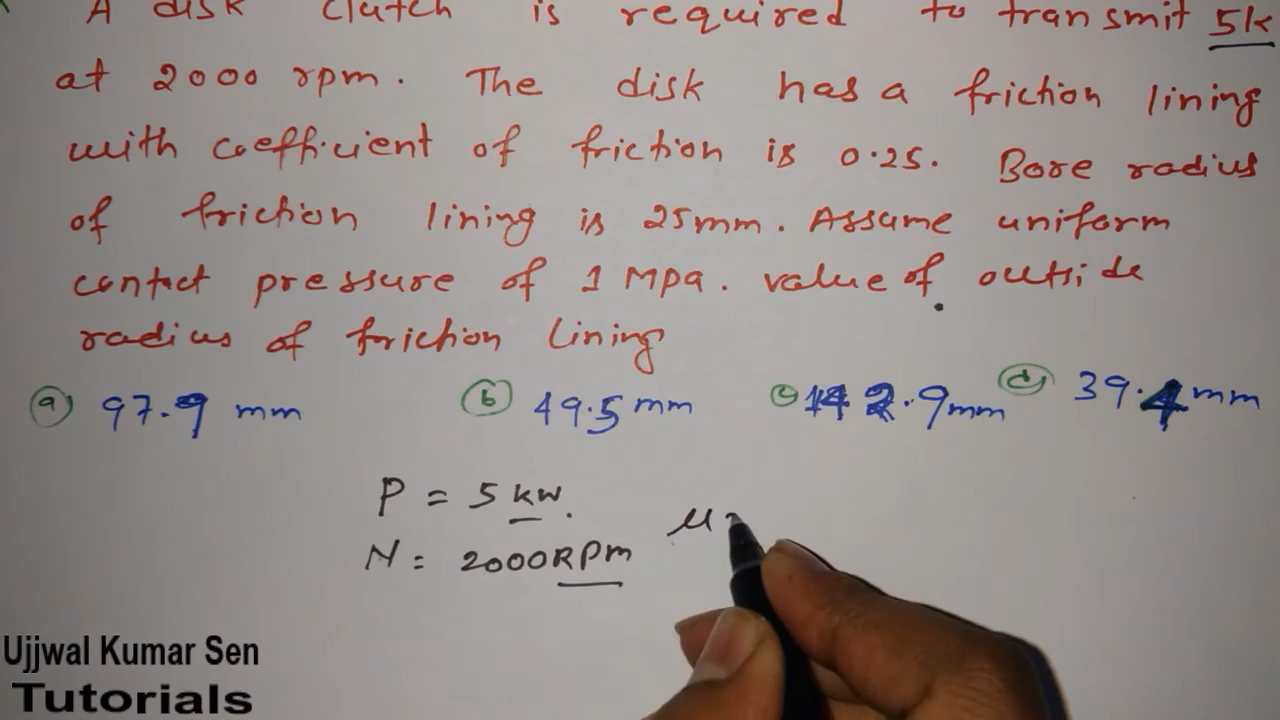 A disk clutch is required to transmit 5k
at 2000 rpm. The disk has a friction lining
with coefficient of friction is 0.25. Bore radius
of friction lining is 25mm. Assume uniform
contact pressure of 1 Mpa. value of outside
radius of friction lining
a 97.9 mm b 49.5 mm c 142.9mm d 39.4 mm
P = 5 kw.
N = 2000RPm μ
Ujjwal Kumar Sen
Tutorials